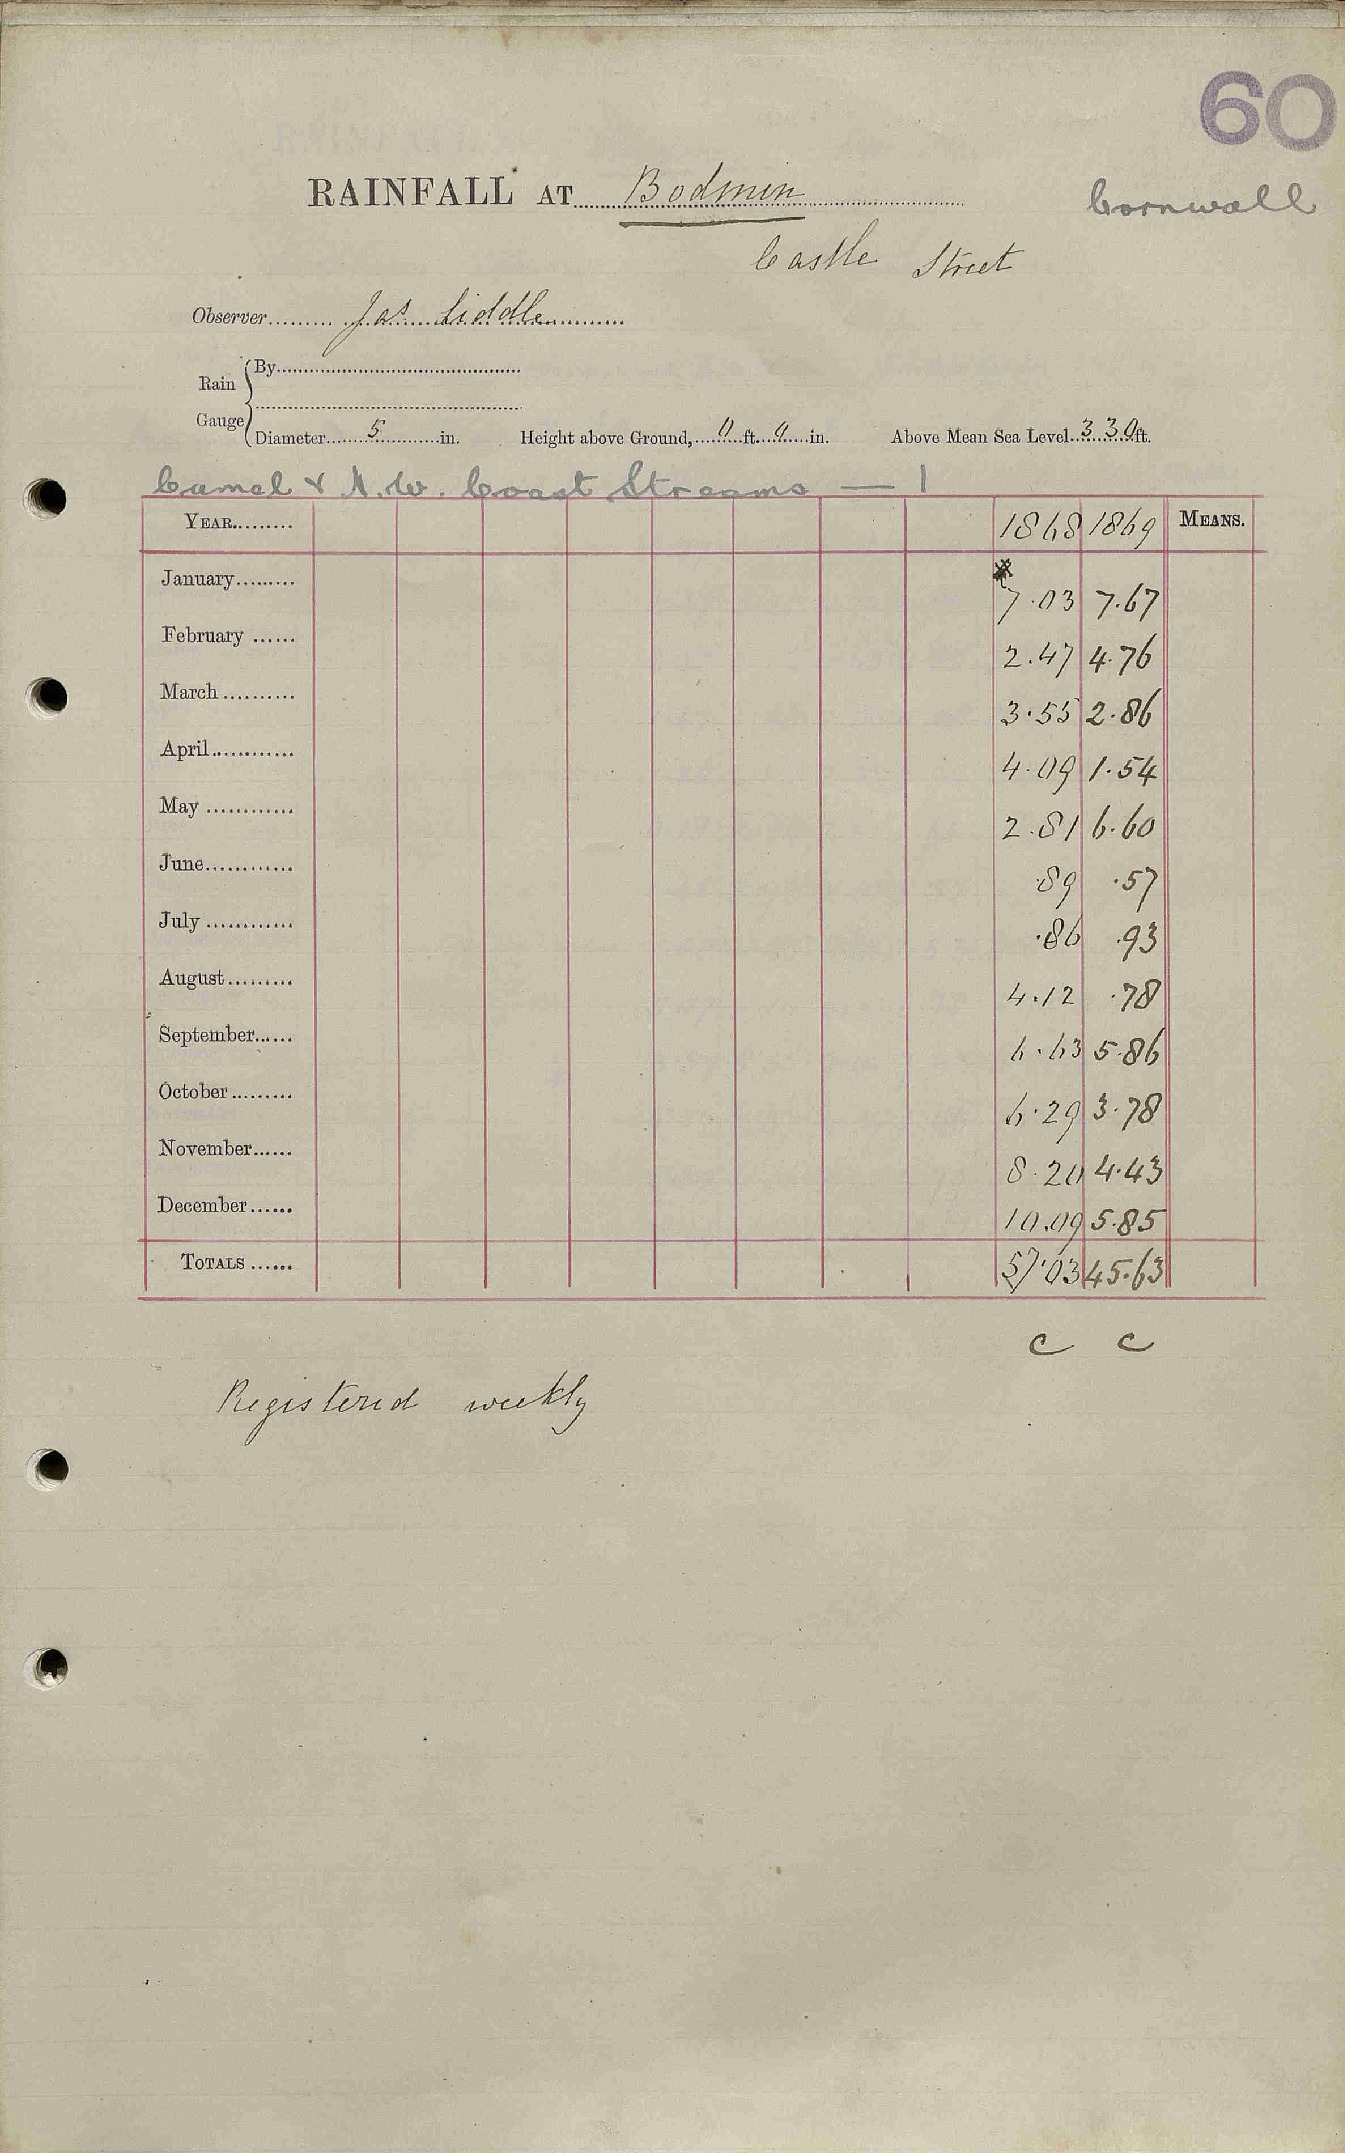 60
RAINFALL AT Bodmin
Cornwall
Castle Street
Observer......... Jas Liddle
Rain Gauge
By
Diameter 5 in. Height above Ground, 0 ft. 9 in. Above Mean Sea Level 330 ft.
Camel & N.W. Coast Streams — 1
YEAR......... 1868 1869 MEANS.
January......... 7.03 7.67
February ...... 2.47 4.76
March.......... 3.55 2.86
April............ 4.09 1.54
May ............ 2.81 6.60
June............ .89 .57
July ............ .86 .93
August......... 4.12 .78
September...... 6.63 5.86
October ......... 6.29 3.78
November...... 8.20 4.43
December...... 10.09 5.85
TOTALS ...... 57.03 45.63
C C
Registered weekly